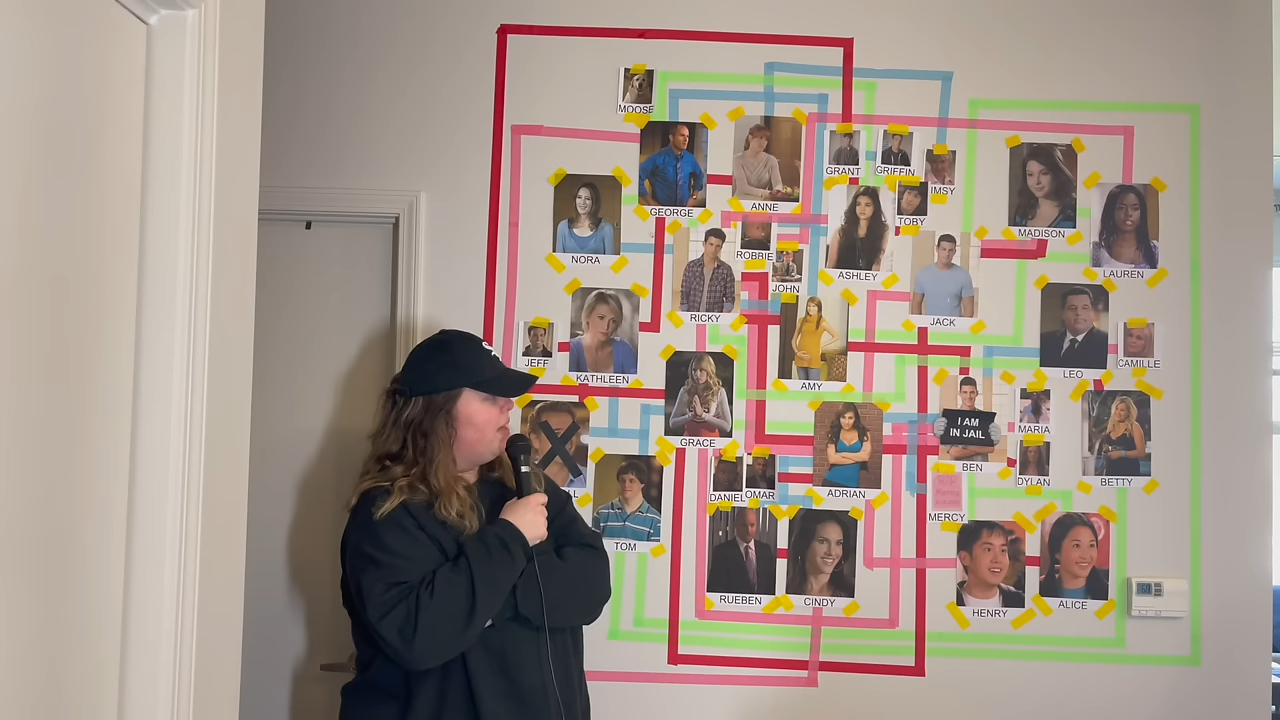 MOOSE
GEORGE
ANNE
GRANT
GRIFFIN
IMSY
TOBY
MADISON
LAUREN
NORA
ROBBIE
JOHN
ASHLEY
RICKY
JACK
JEFF
KATHLEEN
AMY
LEO
CAMILLE
GRACE
I AM
IN JAIL
BEN
MARIA
DYLAN
BETTY
TOM
DANIEL
OMAR
ADRIAN
MERCY
RUEBEN
CINDY
HENRY
ALICE